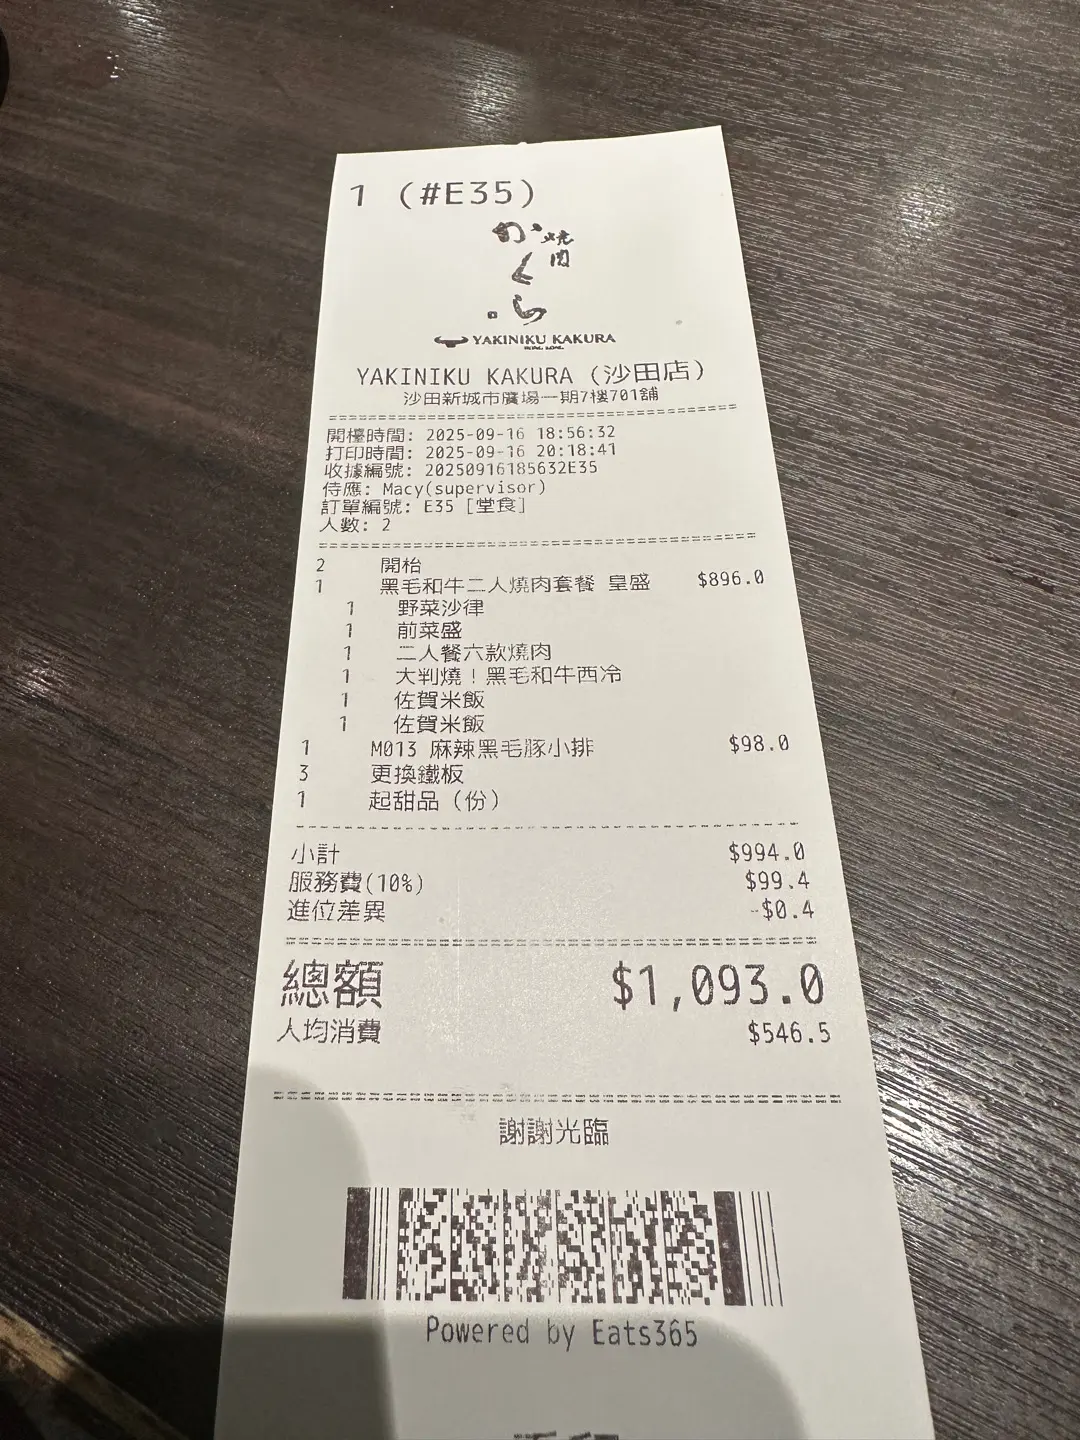 1 (#E35)
焼肉
かくら
YAKINIKU KAKURA
YAKINIKU KAKURA (沙田店)
沙田新城市廣場一期7樓701舖
開檯時間: 2025-09-16 18:56:32
打印時間: 2025-09-16 20:18:41
收據編號: 20250916185632E35
侍應: Macy(supervisor)
訂單編號: E35 [堂食]
人數: 2
2 開枱
1 黑毛和牛二人燒肉套餐 皇盛 $896.0
1 野菜沙律
1 前菜盛
1 二人餐六款燒肉
1 大判燒！黑毛和牛西冷
1 佐賀米飯
1 佐賀米飯
1 M013 麻辣黑毛豚小排 $98.0
3 更換鐵板
1 起甜品（份）
小計 $994.0
服務費(10%) $99.4
進位差異 -$0.4
總額 $1,093.0
人均消費 $546.5
謝謝光臨
Powered by Eats365